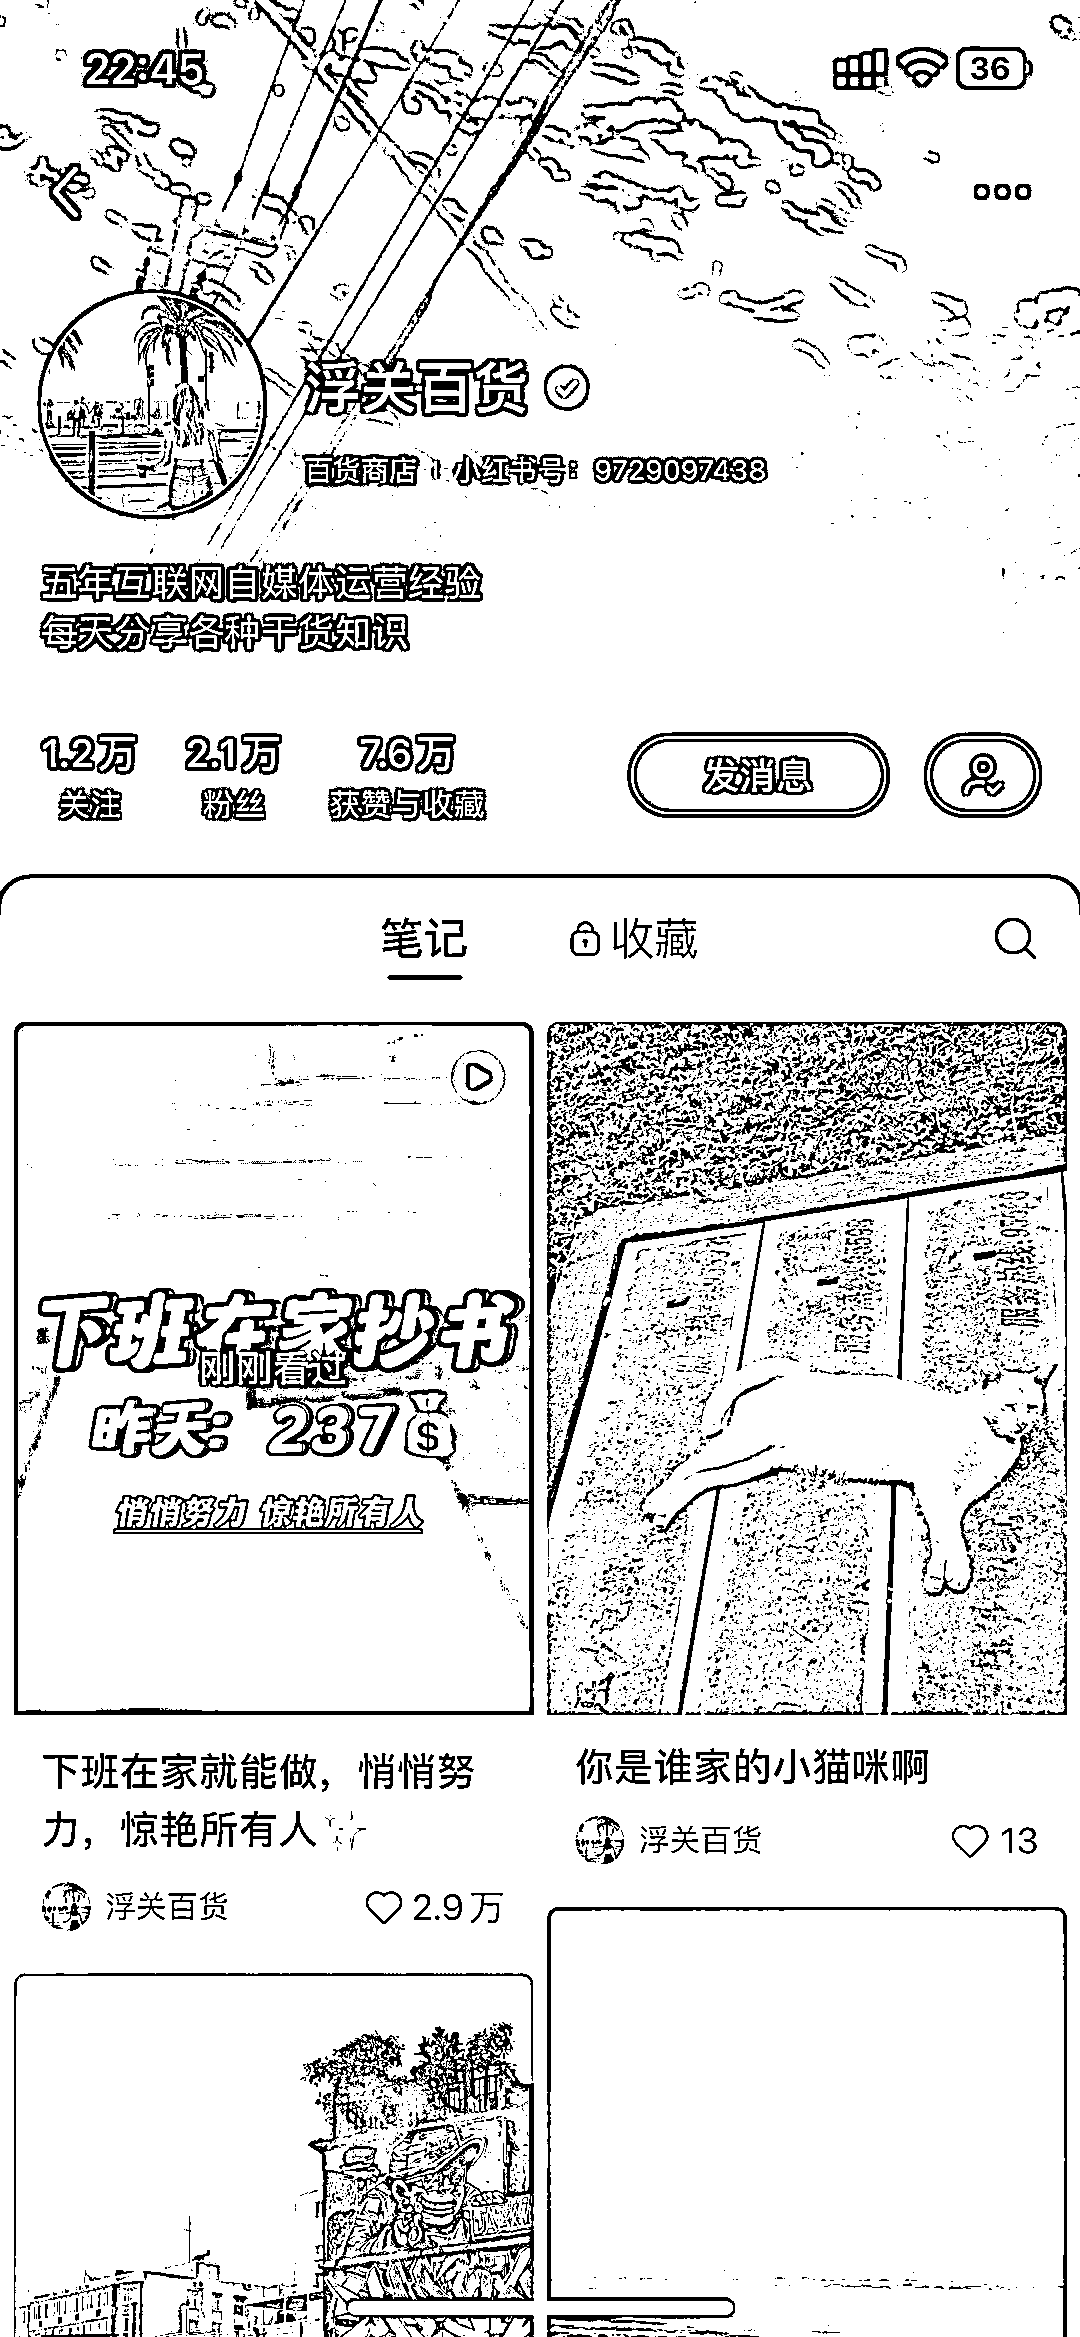 22:45
36
浮关百货
百货商店 | 小红书号: 9729097438
五年互联网自媒体运营经验
每天分享各种干货知识
1.2万 2.1万 7.6万
关注 粉丝 获赞与收藏
发消息
笔记 收藏
下班在家抄书
刚刚看过
昨天: 237
悄悄努力 惊艳所有人
下班在家就能做，悄悄努
力，惊艳所有人
浮关百货 2.9万
你是谁家的小猫咪啊
浮关百货 13